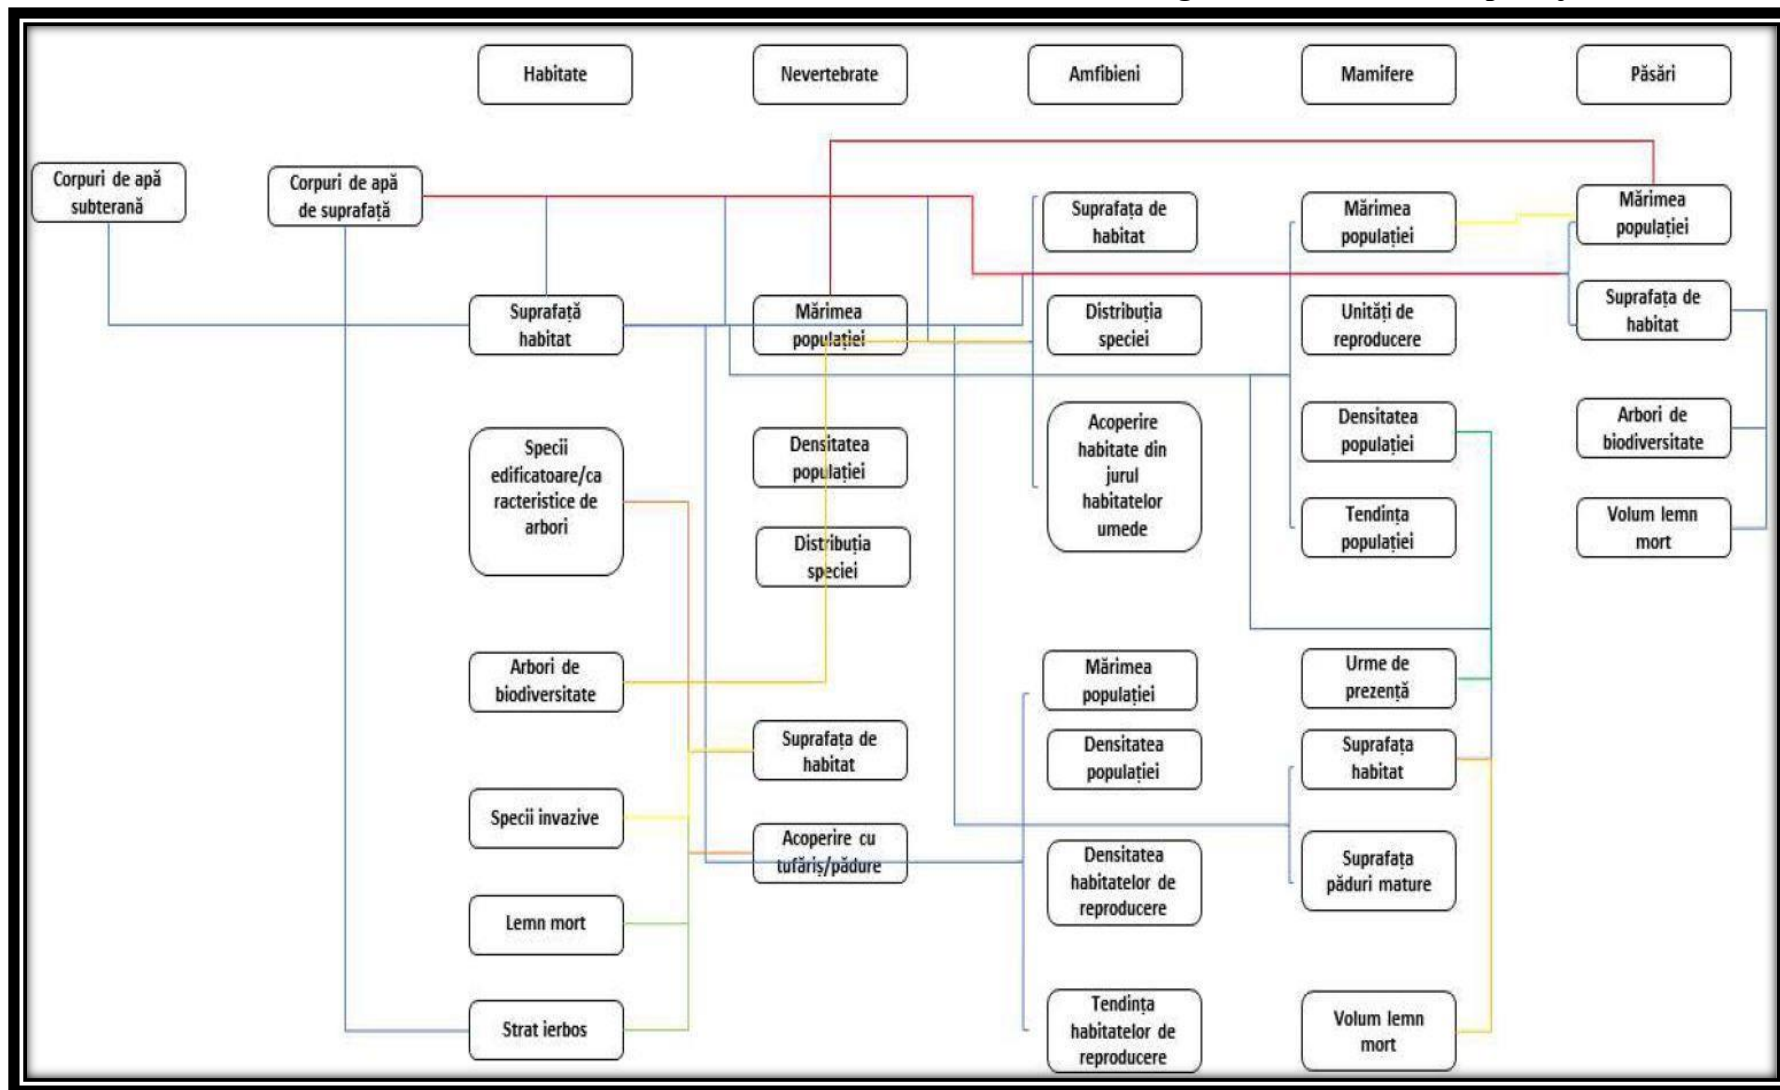 Habitate
Nevertebrate
Amfibieni
Mamifere
Păsări
Corpuri de apă
subterană
Corpuri de apă
de suprafață
Suprafață
habitat
Specii
edificatoare/ca
racteristice de
arbori
Arbori de
biodiversitate
Specii invazive
Lemn mort
Strat ierbos
Mărimea
populației
Densitatea
populației
Distribuția
speciei
Suprafața de
habitat
Acoperire cu
tufăriș/pădure
Suprafața de
habitat
Distribuția
speciei
Acoperire
habitate din
jurul
habitatelor
umede
Mărimea
populației
Densitatea
populației
Densitatea
habitatelor de
reproducere
Tendința
habitatelor de
reproducere
Mărimea
populației
Unități de
reproducere
Densitatea
populației
Tendința
populației
Urme de
prezență
Suprafața
habitat
Suprafața
păduri mature
Volum lemn
mort
Mărimea
populației
Suprafața de
habitat
Arbori de
biodiversitate
Volum lemn
mort